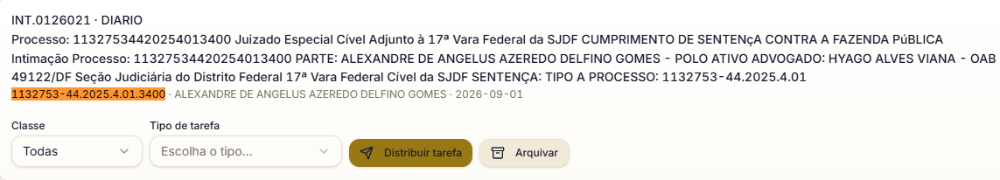 INT.0126021 · DIARIO
Processo: 11327534420254013400 Juizado Especial Cível Adjunto à 17ª Vara Federal da SJDF CUMPRIMENTO DE SENTENçA CONTRA A FAZENDA PúBLICA
Intimação Processo: 11327534420254013400 PARTE: ALEXANDRE DE ANGELUS AZEREDO DELFINO GOMES - POLO ATIVO ADVOGADO: HYAGO ALVES VIANA - OAB
49122/DF Seção Judiciária do Distrito Federal 17ª Vara Federal Cível da SJDF SENTENÇA: TIPO A PROCESSO: 1132753-44.2025.4.01
1132753-44.2025.4.01.3400 · ALEXANDRE DE ANGELUS AZEREDO DELFINO GOMES · 2026-09-01
Classe Tipo de tarefa
Todas Escolha o tipo... Distribuir tarefa Arquivar